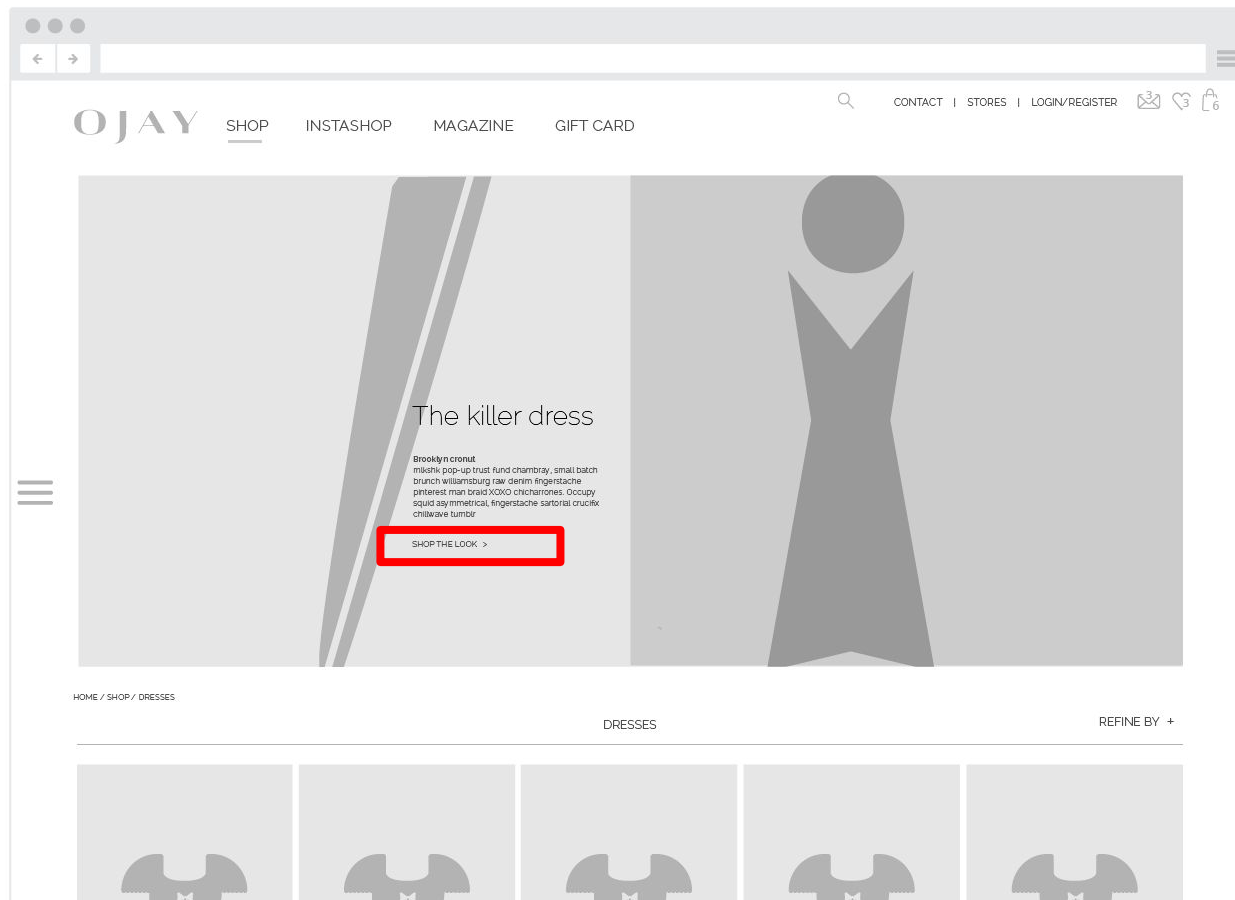 CONTACT | STORES | LOGIN/REGISTER 3 3 6
OJAY SHOP INSTASHOP MAGAZINE GIFT CARD
The killer dress
Brooklyn cronut
mlkshk pop-up trust fund chambray, small batch
brunch williamsburg raw denim fingerstache
pinterest man braid XOXO chicharrones. Occupy
squid asymmetrical, fingerstache sartorial crucifix
chillwave tumblr
SHOP THE LOOK >
HOME / SHOP / DRESSES
DRESSES
REFINE BY +